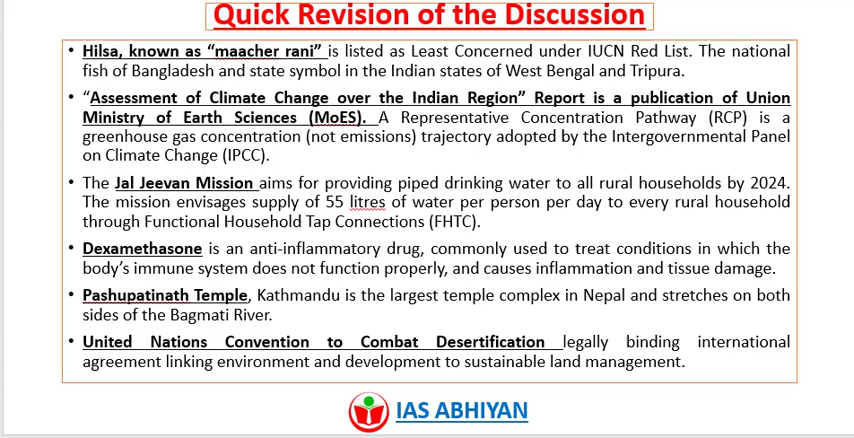 Quick Revision of the Discussion
• Hilsa, known as “maacher rani” is listed as Least Concerned under IUCN Red List. The national
fish of Bangladesh and state symbol in the Indian states of West Bengal and Tripura.
• “Assessment of Climate Change over the Indian Region” Report is a publication of Union
Ministry of Earth Sciences (MoES). A Representative Concentration Pathway (RCP) is a
greenhouse gas concentration (not emissions) trajectory adopted by the Intergovernmental Panel
on Climate Change (IPCC).
• The Jal Jeevan Mission aims for providing piped drinking water to all rural households by 2024.
The mission envisages supply of 55 litres of water per person per day to every rural household
through Functional Household Tap Connections (FHTC).
• Dexamethasone is an anti-inflammatory drug, commonly used to treat conditions in which the
body’s immune system does not function properly, and causes inflammation and tissue damage.
• Pashupatinath Temple, Kathmandu is the largest temple complex in Nepal and stretches on both
sides of the Bagmati River.
• United Nations Convention to Combat Desertification legally binding international
agreement linking environment and development to sustainable land management.
IAS ABHIYAN